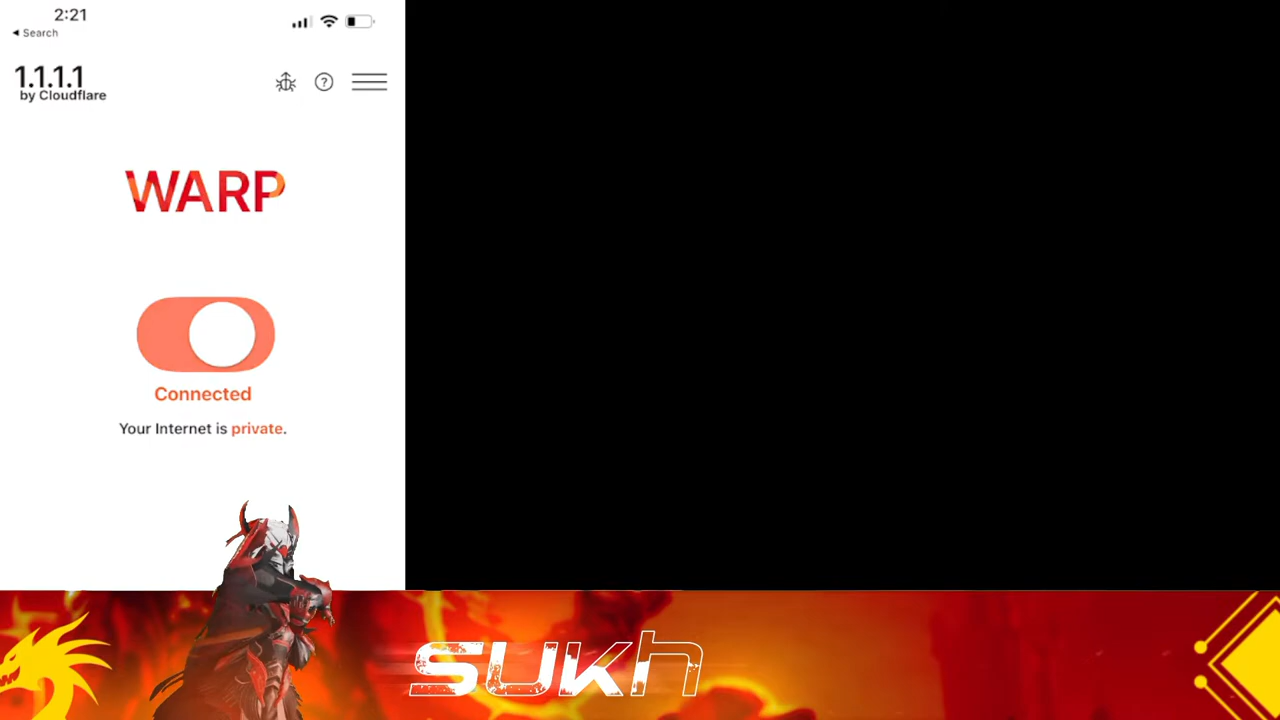 2:21
◀ Search
1.1.1.1
by Cloudflare
?
WARP
Connected
Your Internet is private.
SUKh